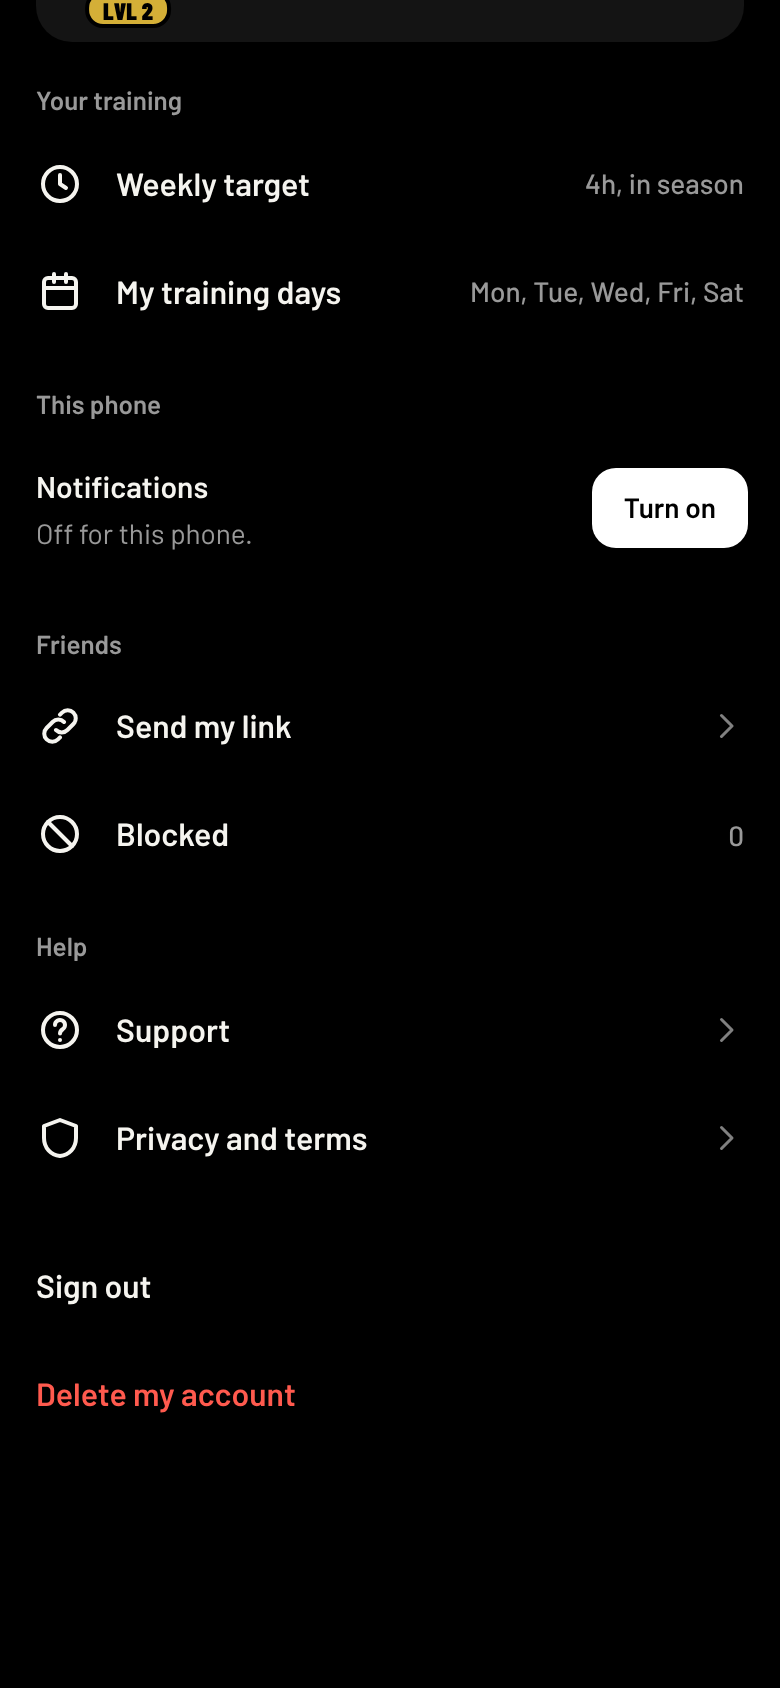 LVL 2
Your training
Weekly target 4h, in season
My training days Mon, Tue, Wed, Fri, Sat
This phone
Notifications
Off for this phone.
Turn on
Friends
Send my link
Blocked 0
Help
Support
Privacy and terms
Sign out
Delete my account